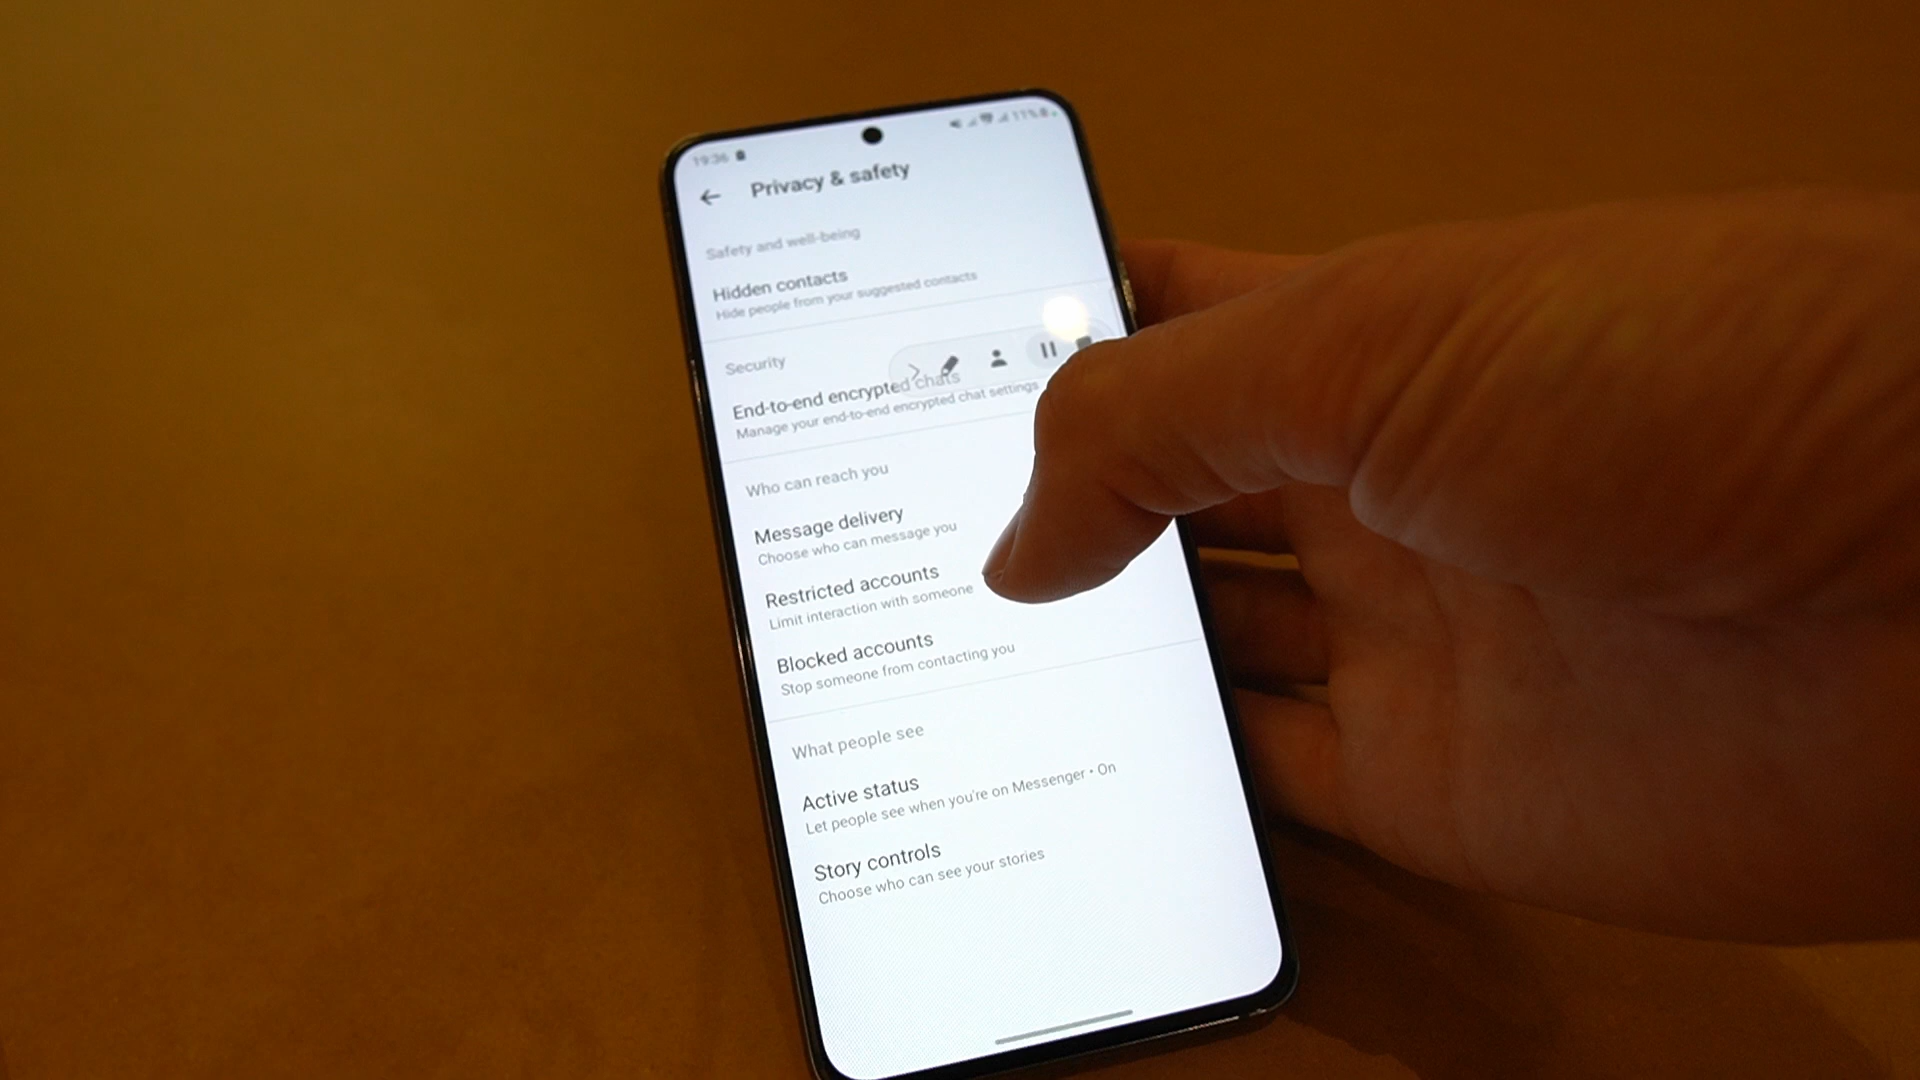 19:36
11%
Privacy & safety
Safety and well-being
Hidden contacts
Hide people from your suggested contacts
Security
End-to-end encrypted chats
Manage your end-to-end encrypted chat settings
Who can reach you
Message delivery
Choose who can message you
Restricted accounts
Limit interaction with someone
Blocked accounts
Stop someone from contacting you
What people see
Active status
Let people see when you're on Messenger • On
Story controls
Choose who can see your stories